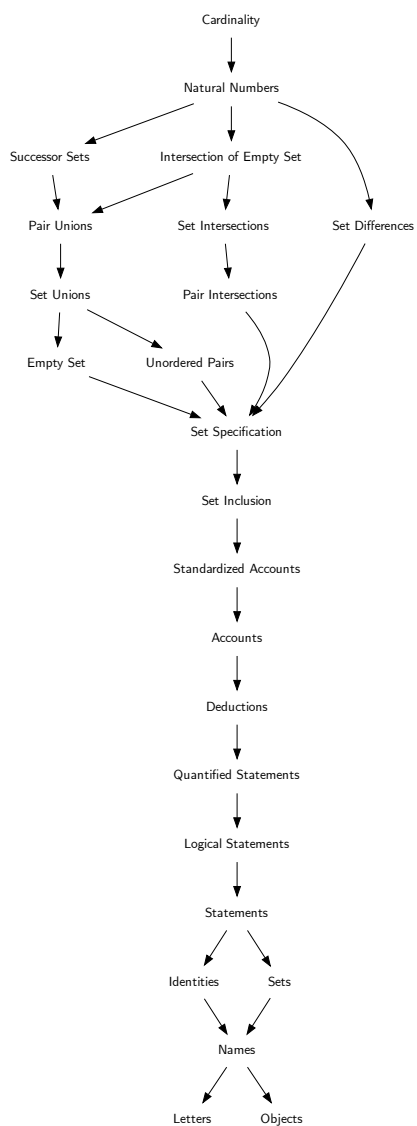 Cardinality
Natural Numbers
Successor Sets
Intersection of Empty Set
Pair Unions
Set Intersections
Set Differences
Set Unions
Pair Intersections
Empty Set
Unordered Pairs
Set Specification
Set Inclusion
Standardized Accounts
Accounts
Deductions
Quantified Statements
Logical Statements
Statements
Identities
Sets
Names
Letters
Objects